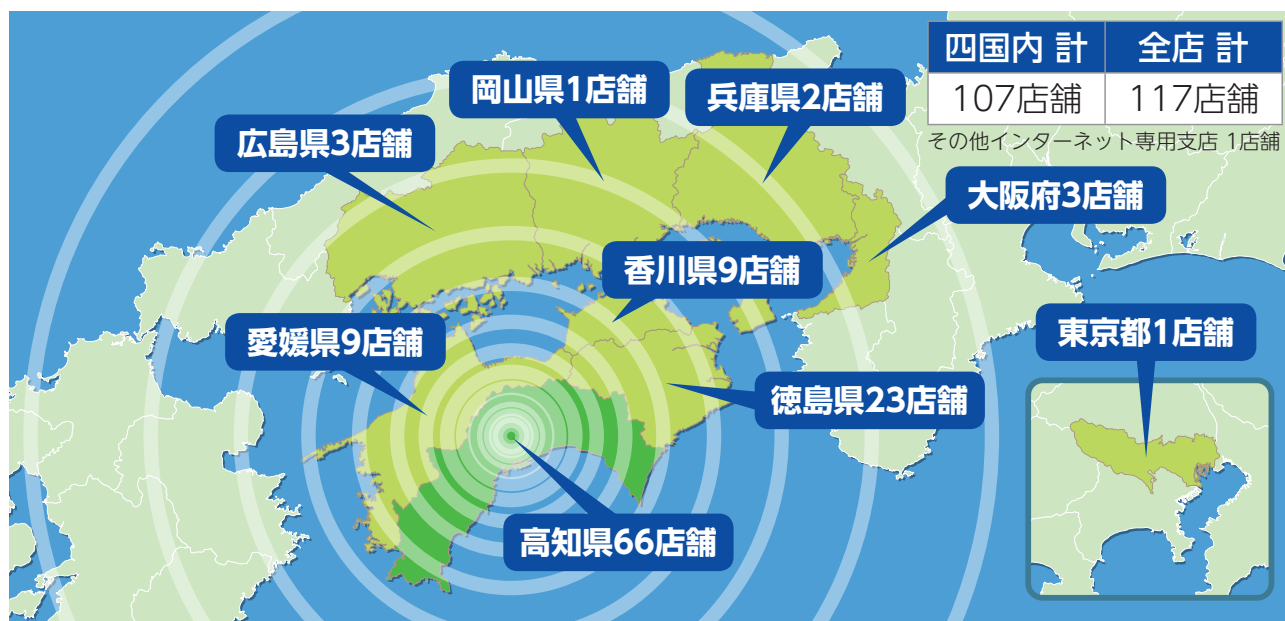 四国内 計 全店 計
107店舗 117店舗
その他インターネット専用支店 1店舗
岡山県1店舗
兵庫県2店舗
広島県3店舗
大阪府3店舗
香川県9店舗
愛媛県9店舗
東京都1店舗
徳島県23店舗
高知県66店舗